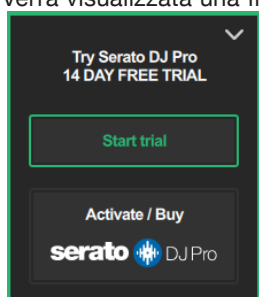 verrà visualizzata una
Try Serato DJ Pro
14 DAY FREE TRIAL
Start trial
Activate / Buy
serato DJ Pro